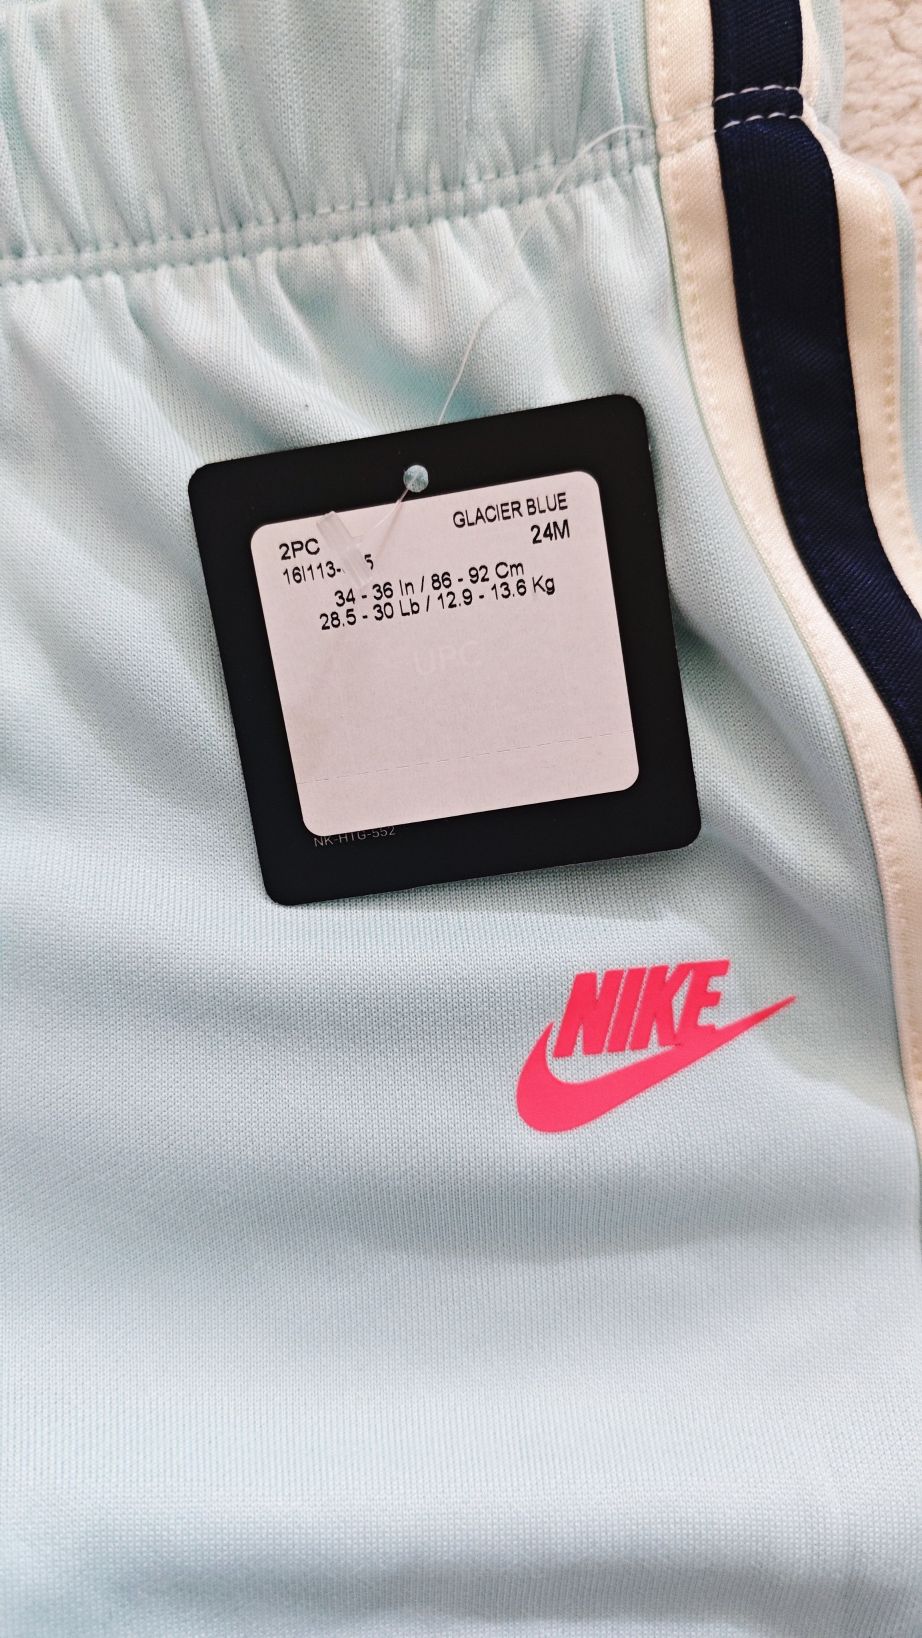 GLACIER BLUE
2PC 24M
34 - 36 In / 86 - 92 Cm
28.5 - 30 Lb / 12.9 - 13.6 Kg
UPC
NK-HTG-552
NIKE